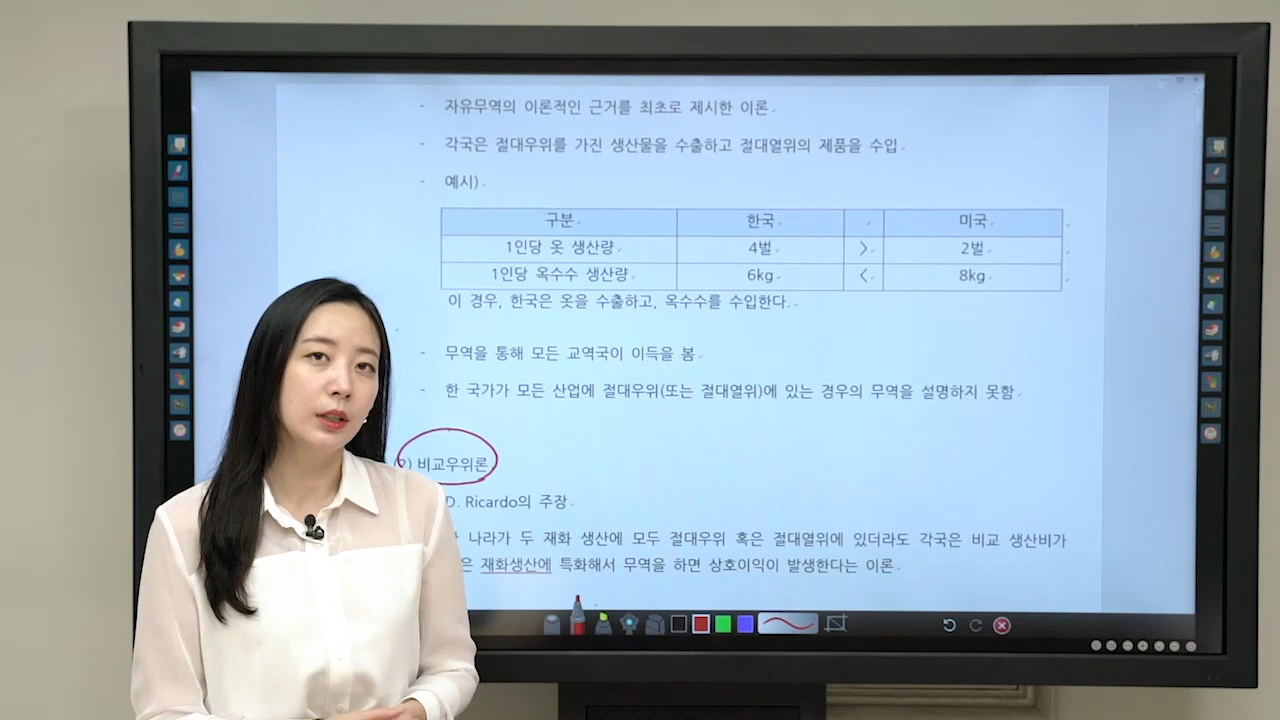 - 자유무역의 이론적인 근거를 최초로 제시한 이론
- 각국은 절대우위를 가진 생산물을 수출하고 절대열위의 제품을 수입
- 예시)
구분 한국 미국
1인당 옷 생산량 4벌 > 2벌
1인당 옥수수 생산량 6kg < 8kg
이 경우, 한국은 옷을 수출하고, 옥수수를 수입한다.
- 무역을 통해 모든 교역국이 이득을 봄
- 한 국가가 모든 산업에 절대우위(또는 절대열위)에 있는 경우의 무역을 설명하지 못함
2) 비교우위론
D. Ricardo의 주장
나라가 두 재화 생산에 모두 절대우위 혹은 절대열위에 있더라도 각국은 비교 생산비가
은 재화생산에 특화해서 무역을 하면 상호이익이 발생한다는 이론